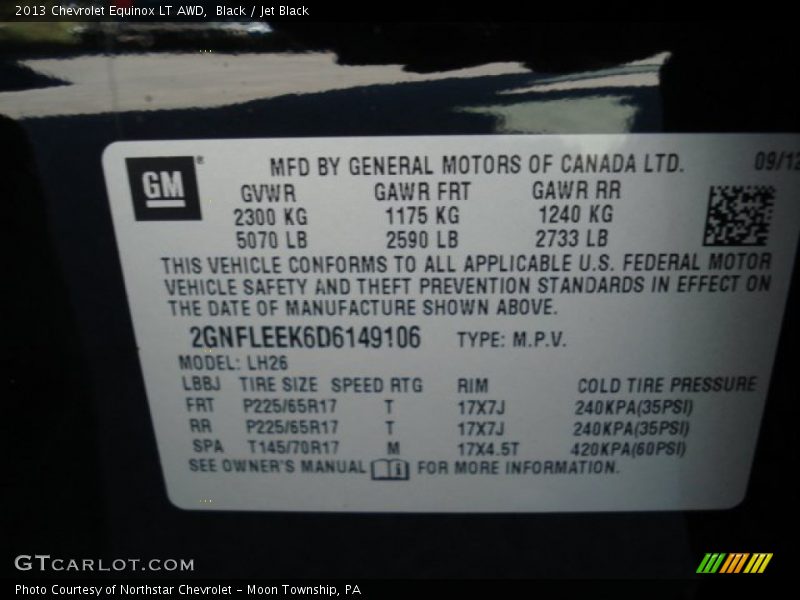 2013 Chevrolet Equinox LT AWD, Black / Jet Black
GM ® MFD BY GENERAL MOTORS OF CANADA LTD. 09/12
GVWR GAWR FRT GAWR RR
2300 KG 1175 KG 1240 KG
5070 LB 2590 LB 2733 LB
THIS VEHICLE CONFORMS TO ALL APPLICABLE U.S. FEDERAL MOTOR
VEHICLE SAFETY AND THEFT PREVENTION STANDARDS IN EFFECT ON
THE DATE OF MANUFACTURE SHOWN ABOVE.
2GNFLEEK6D6149106 TYPE: M.P.V.
MODEL: LH26
LBBJ TIRE SIZE SPEED RTG RIM COLD TIRE PRESSURE
FRT P225/65R17 T 17X7J 240KPA(35PSI)
RR P225/65R17 T 17X7J 240KPA(35PSI)
SPA T145/70R17 M 17X4.5T 420KPA(60PSI)
SEE OWNER'S MANUAL FOR MORE INFORMATION.
GTCARLOT.COM
Photo Courtesy of Northstar Chevrolet - Moon Township, PA